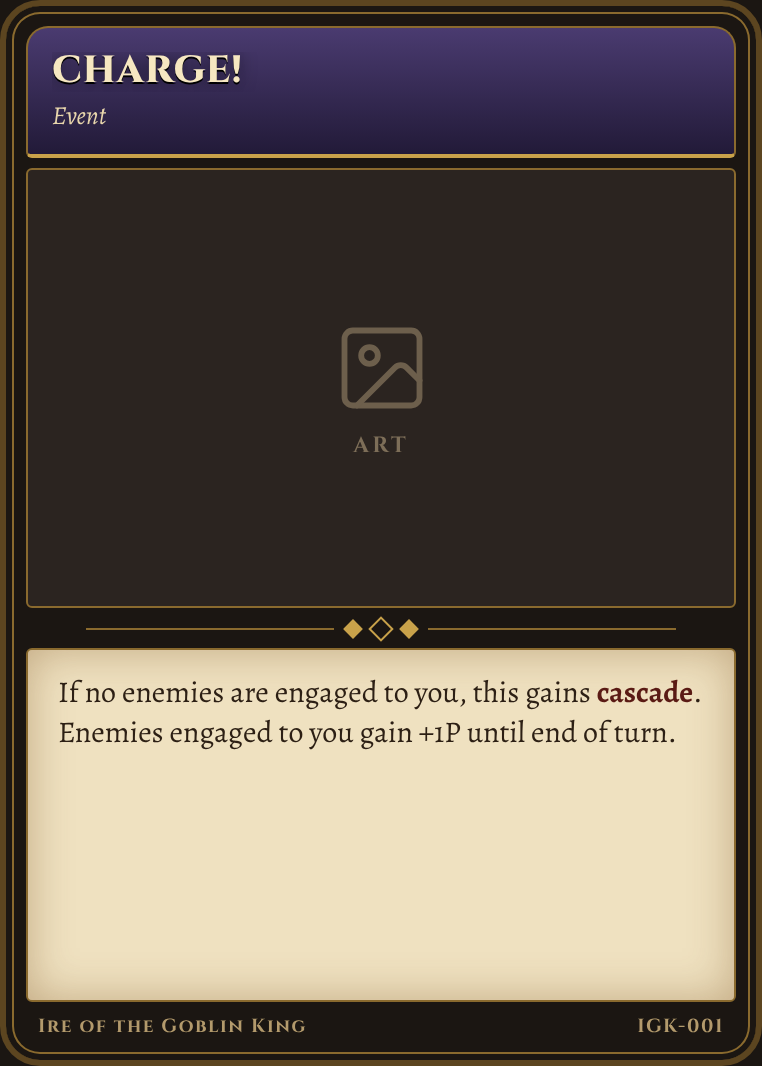 CHARGE!
Event
ART
If no enemies are engaged to you, this gains cascade.
Enemies engaged to you gain +1P until end of turn.
Ire of the Goblin King
IGK-001